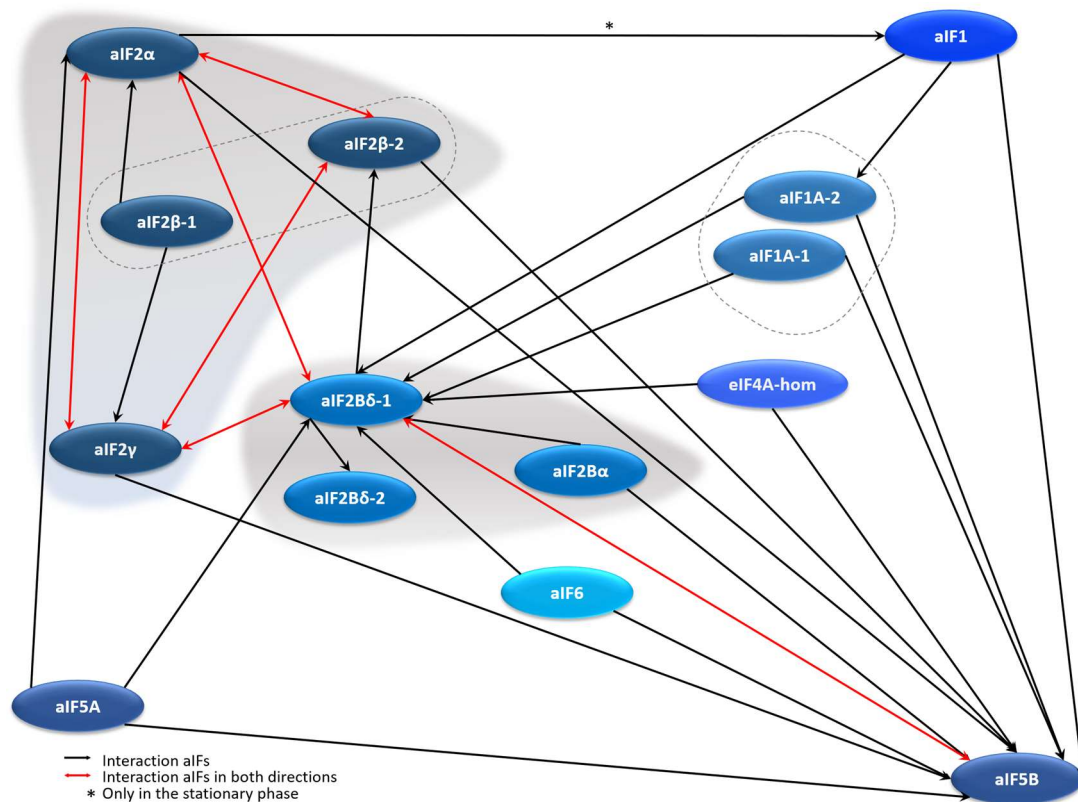 *
aIF2α
aIF1
aIF2β-2
aIF1A-2
aIF2β-1
aIF1A-1
eIF4A-hom
aIF2Bδ-1
aIF2γ
aIF2Bα
aIF2Bδ-2
aIF6
aIF5A
Interaction aIFs
Interaction aIFs in both directions
* Only in the stationary phase
aIF5B